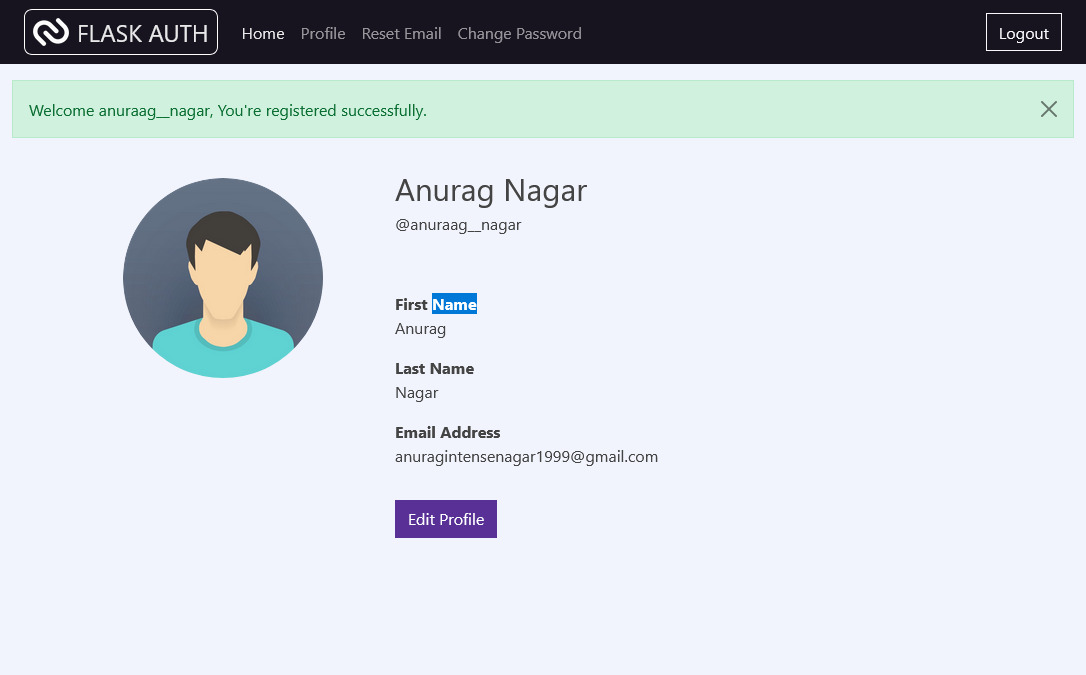 FLASK AUTH Home Profile Reset Email Change Password Logout
Welcome anuraag__nagar, You're registered successfully.
Anurag Nagar
@anuraag__nagar
First Name
Anurag
Last Name
Nagar
Email Address
anuragintensenagar1999@gmail.com
Edit Profile